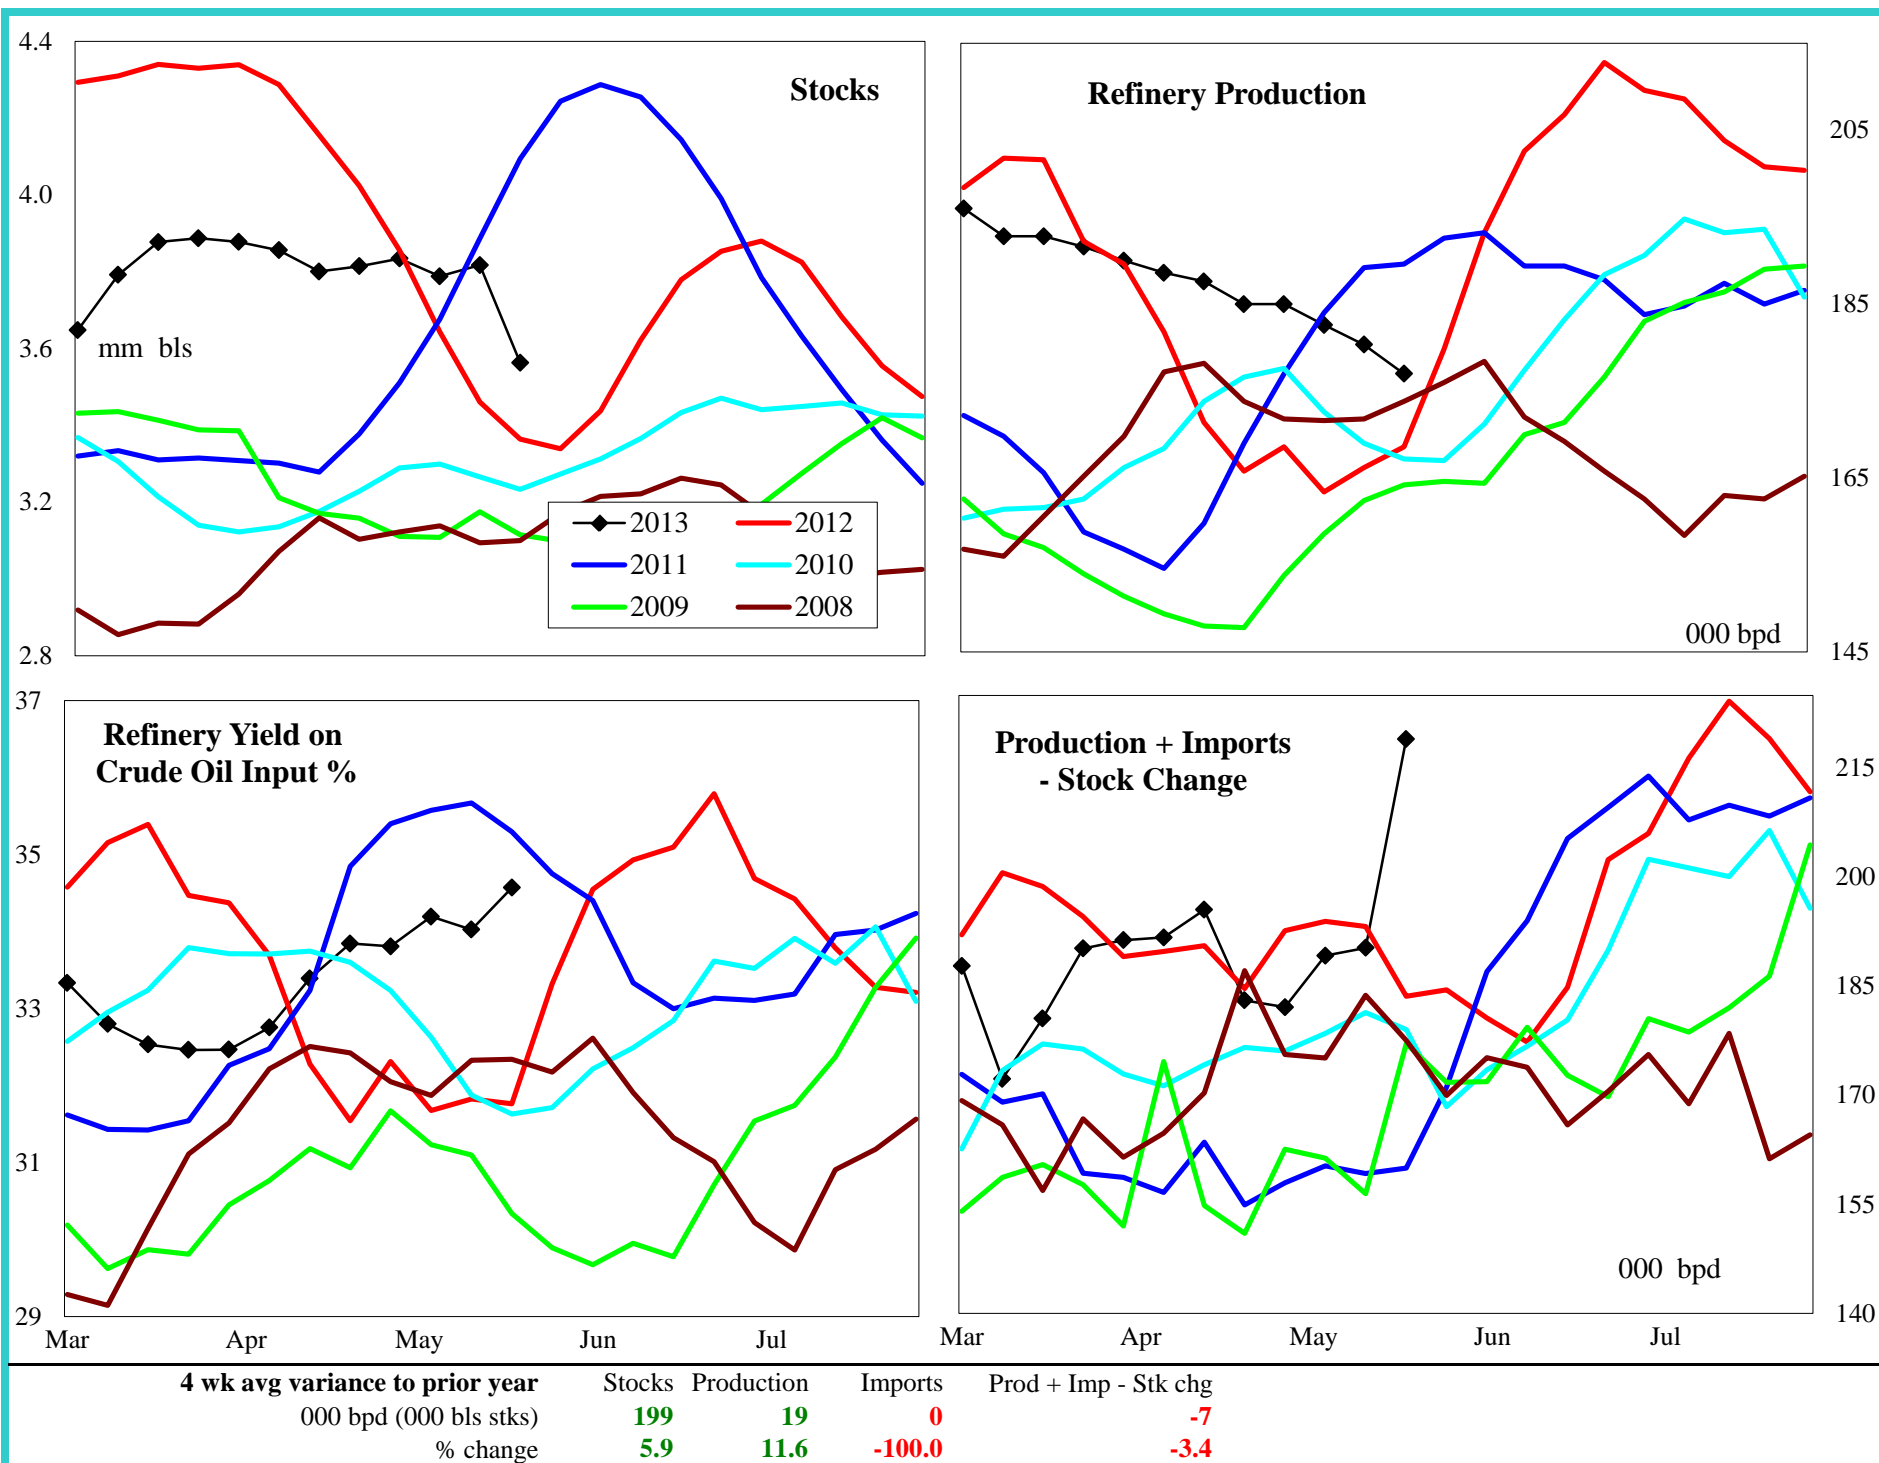 4.4
4.0
3.6
3.2
2.8
Stocks
mm bls
2013
2012
2011
2010
2009
2008
Refinery Production
205
185
165
145
000 bpd
37
35
33
31
29
Refinery Yield on
Crude Oil Input %
Mar Apr May Jun Jul
Production + Imports
- Stock Change
215
200
185
170
155
140
000 bpd
Mar Apr May Jun Jul
4 wk avg variance to prior year Stocks Production Imports Prod + Imp - Stk chg
000 bpd (000 bls stks) 199 19 0 -7
% change 5.9 11.6 -100.0 -3.4